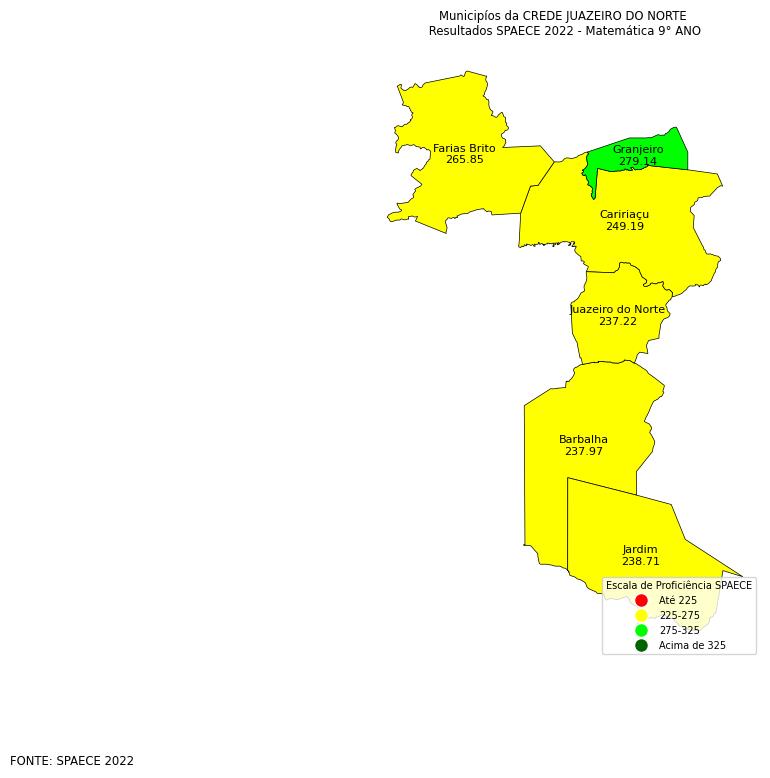 Municipíos da CREDE JUAZEIRO DO NORTE
Resultados SPAECE 2022 - Matemática 9° ANO
Farias Brito
265.85
Granjeiro
279.14
Caririaçu
249.19
Juazeiro do Norte
237.22
Barbalha
237.97
Jardim
238.71
Escala de Proficiência SPAECE
Até 225
225-275
275-325
Acima de 325
FONTE: SPAECE 2022